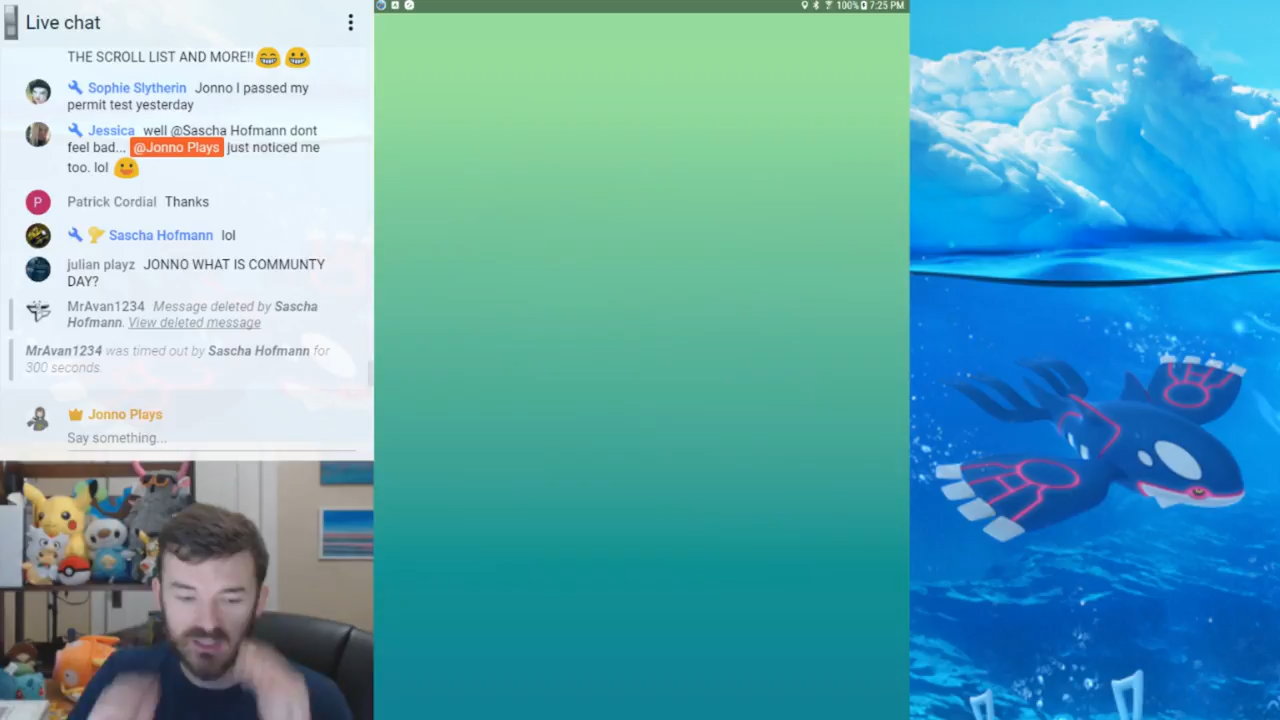 Live chat
100% 7:25 PM
THE SCROLL LIST AND MORE!!
Sophie Slytherin Jonno I passed my
permit test yesterday
Jessica well @Sascha Hofmann dont
feel bad... @Jonno Plays just noticed me
too. lol
P Patrick Cordial Thanks
Sascha Hofmann lol
julian playz JONNO WHAT IS COMMUNTY
DAY?
MrAvan1234 Message deleted by Sascha
Hofmann. View deleted message
MrAvan1234 was timed out by Sascha Hofmann for
300 seconds.
Jonno Plays
Say something...